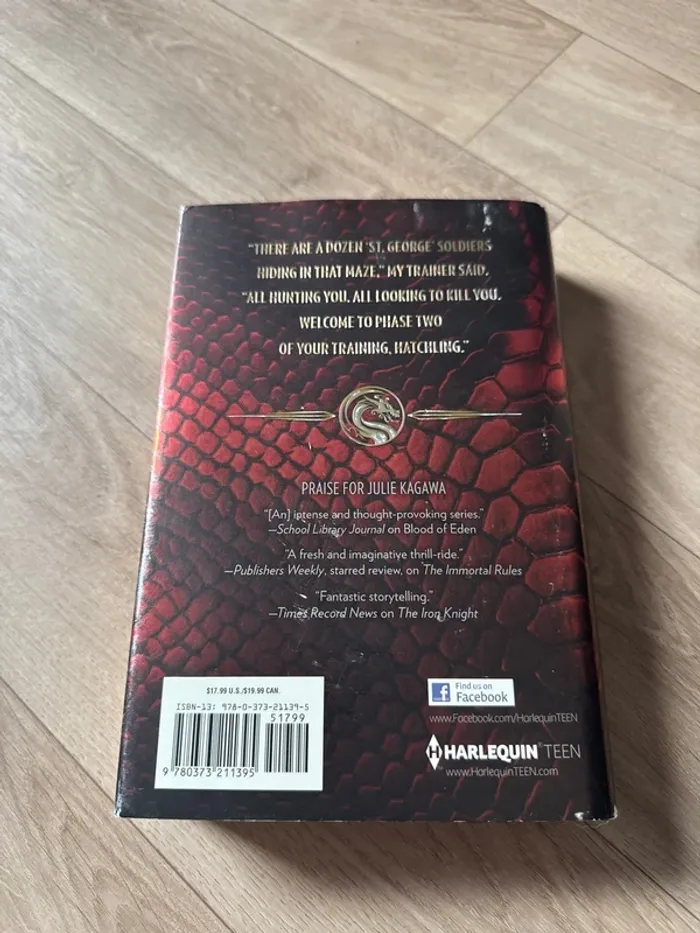 “THERE ARE A DOZEN ‘ST. GEORGE’ SOLDIERS
HIDING IN THAT MAZE,” MY TRAINER SAID.
“ALL HUNTING YOU. ALL LOOKING TO KILL YOU.
WELCOME TO PHASE TWO
OF YOUR TRAINING, HATCHLING.”
PRAISE FOR JULIE KAGAWA
“[An] intense and thought-provoking series.”
—School Library Journal on Blood of Eden
“A fresh and imaginative thrill-ride.”
—Publishers Weekly, starred review, on The Immortal Rules
“Fantastic storytelling.”
—Times Record News on The Iron Knight
$17.99 U.S./$19.99 CAN.
ISBN-13: 978-0-373-21139-5
51799
9 780373 211395
f Find us on
Facebook
www.Facebook.com/HarlequinTEEN
HARLEQUIN® TEEN
www.HarlequinTEEN.com